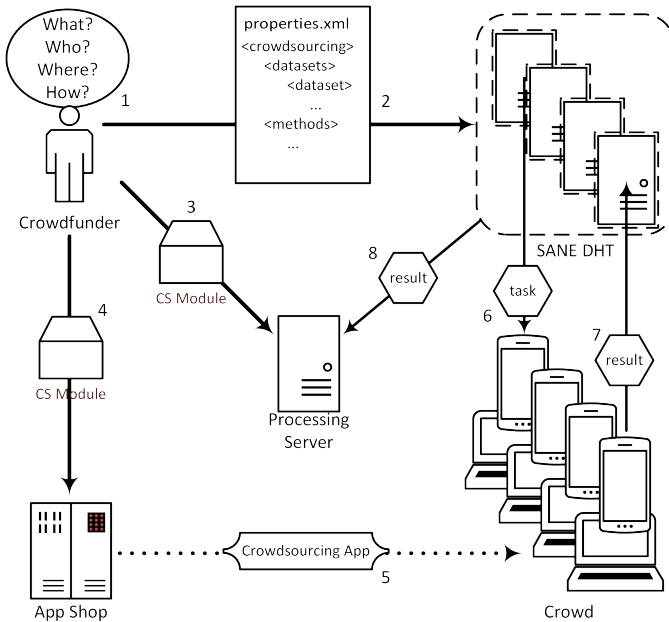 What?
Who?
Where?
How?
1
Crowdfunder
properties.xml
<crowdsourcing>
<datasets>
<dataset>
...
<methods>
...
2
SANE DHT
3
CS Module
4
CS Module
8
result
task
6
7
result
Processing
Server
App Shop
Crowdsourcing App
5
Crowd